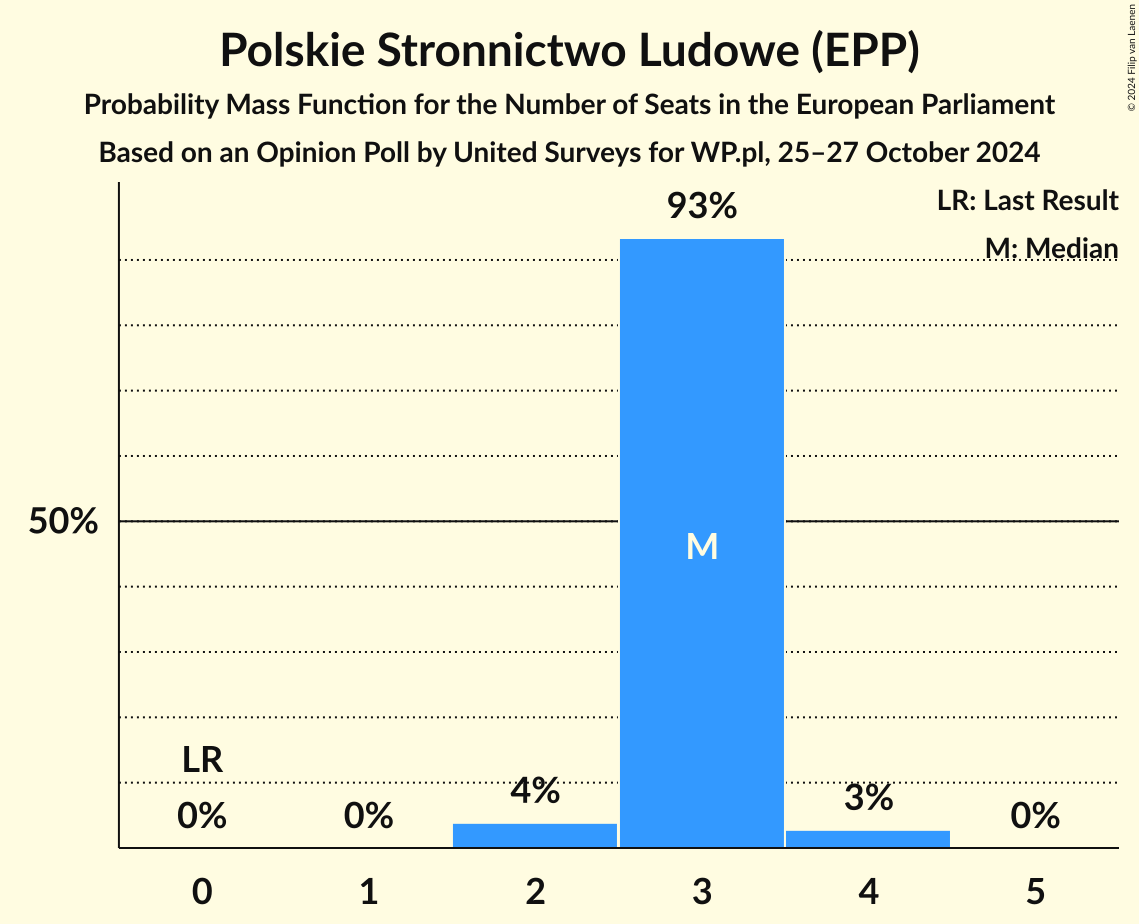 Polskie Stronnictwo Ludowe (EPP)
Probability Mass Function for the Number of Seats in the European Parliament
Based on an Opinion Poll by United Surveys for WP.pl, 25–27 October 2024
© 2024 Filip van Laenen
LR: Last Result
M: Median
93%
50%
M
LR
0%
0%
4%
3%
0%
0
1
2
3
4
5